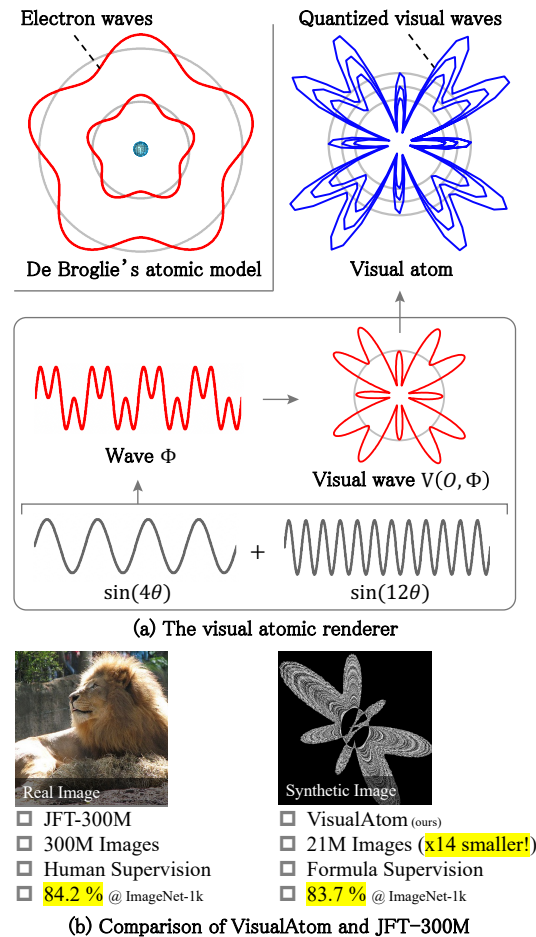 Electron waves
Quantized visual waves
De Broglie's atomic model
Visual atom
Wave Φ
Visual wave V(O, Φ)
+
sin(4θ)
sin(12θ)
(a) The visual atomic renderer
Real Image
Synthetic Image
JFT-300M
300M Images
Human Supervision
84.2 % @ ImageNet-1k
VisualAtom (ours)
21M Images (x14 smaller!)
Formula Supervision
83.7 % @ ImageNet-1k
(b) Comparison of VisualAtom and JFT-300M